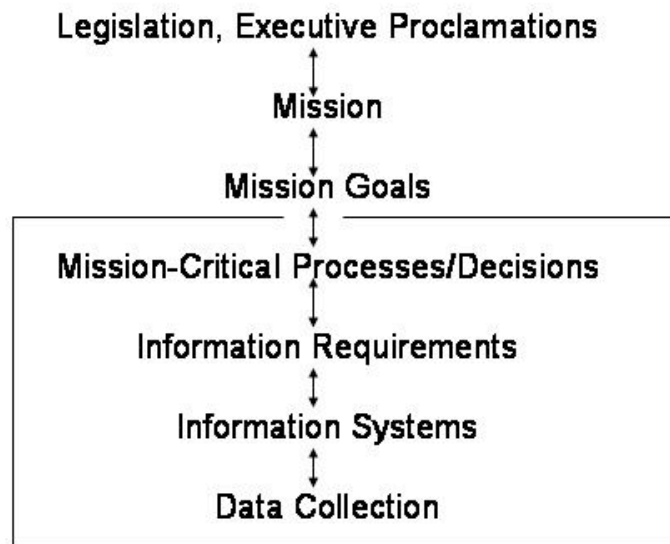 Legislation, Executive Proclamations
Mission
Mission Goals
Mission-Critical Processes/Decisions
Information Requirements
Information Systems
Data Collection